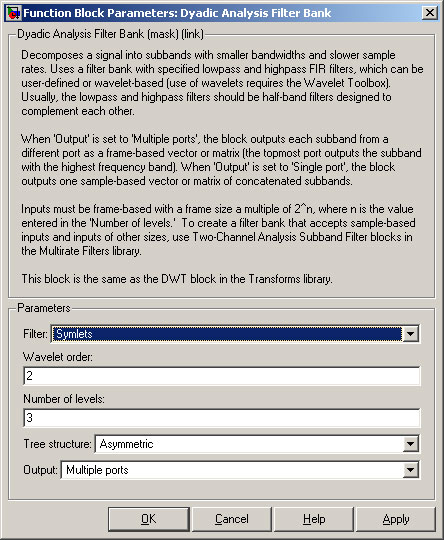 Function Block Parameters: Dyadic Analysis Filter Bank
Dyadic Analysis Filter Bank (mask) (link)
Decomposes a signal into subbands with smaller bandwidths and slower sample
rates. Uses a filter bank with specified lowpass and highpass FIR filters, which can be
user-defined or wavelet-based (use of wavelets requires the Wavelet Toolbox).
Usually, the lowpass and highpass filters should be half-band filters designed to
complement each other.
When 'Output' is set to 'Multiple ports', the block outputs each subband from a
different port as a frame-based vector or matrix (the topmost port outputs the subband
with the highest frequency band). When 'Output' is set to 'Single port', the block
outputs one sample-based vector or matrix of concatenated subbands.
Inputs must be frame-based with a frame size a multiple of 2^n, where n is the value
entered in the 'Number of levels.' To create a filter bank that accepts sample-based
inputs and inputs of other sizes, use Two-Channel Analysis Subband Filter blocks in
the Multirate Filters library.
This block is the same as the DWT block in the Transforms library.
Parameters
Filter: Symlets
Wavelet order:
2
Number of levels:
3
Tree structure: Asymmetric
Output: Multiple ports
OK Cancel Help Apply